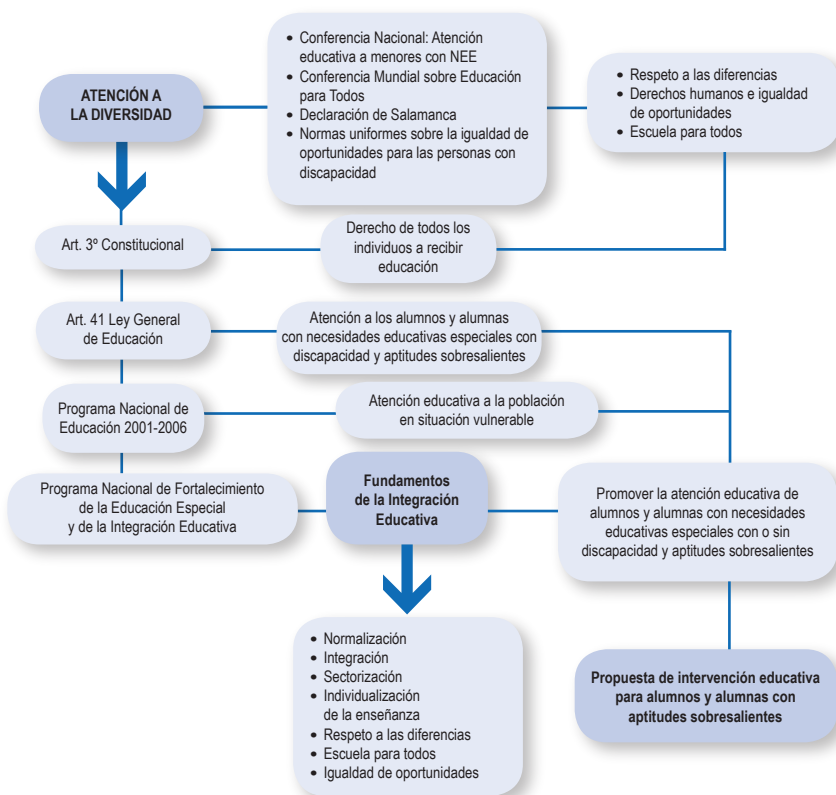 ATENCIÓN A
LA DIVERSIDAD
• Conferencia Nacional: Atención
educativa a menores con NEE
• Conferencia Mundial sobre Educación
para Todos
• Declaración de Salamanca
• Normas uniformes sobre la igualdad de
oportunidades para las personas con
discapacidad
• Respeto a las diferencias
• Derechos humanos e igualdad
de oportunidades
• Escuela para todos
Art. 3º Constitucional
Derecho de todos los
individuos a recibir
educación
Art. 41 Ley General
de Educación
Atención a los alumnos y alumnas
con necesidades educativas especiales con
discapacidad y aptitudes sobresalientes
Programa Nacional de
Educación 2001-2006
Atención educativa a la población
en situación vulnerable
Programa Nacional de Fortalecimiento
de la Educación Especial
y de la Integración Educativa
Fundamentos
de la Integración
Educativa
Promover la atención educativa de
alumnos y alumnas con necesidades
educativas especiales con o sin
discapacidad y aptitudes sobresalientes
• Normalización
• Integración
• Sectorización
• Individualización
de la enseñanza
• Respeto a las diferencias
• Escuela para todos
• Igualdad de oportunidades
Propuesta de intervención educativa
para alumnos y alumnas con
aptitudes sobresalientes